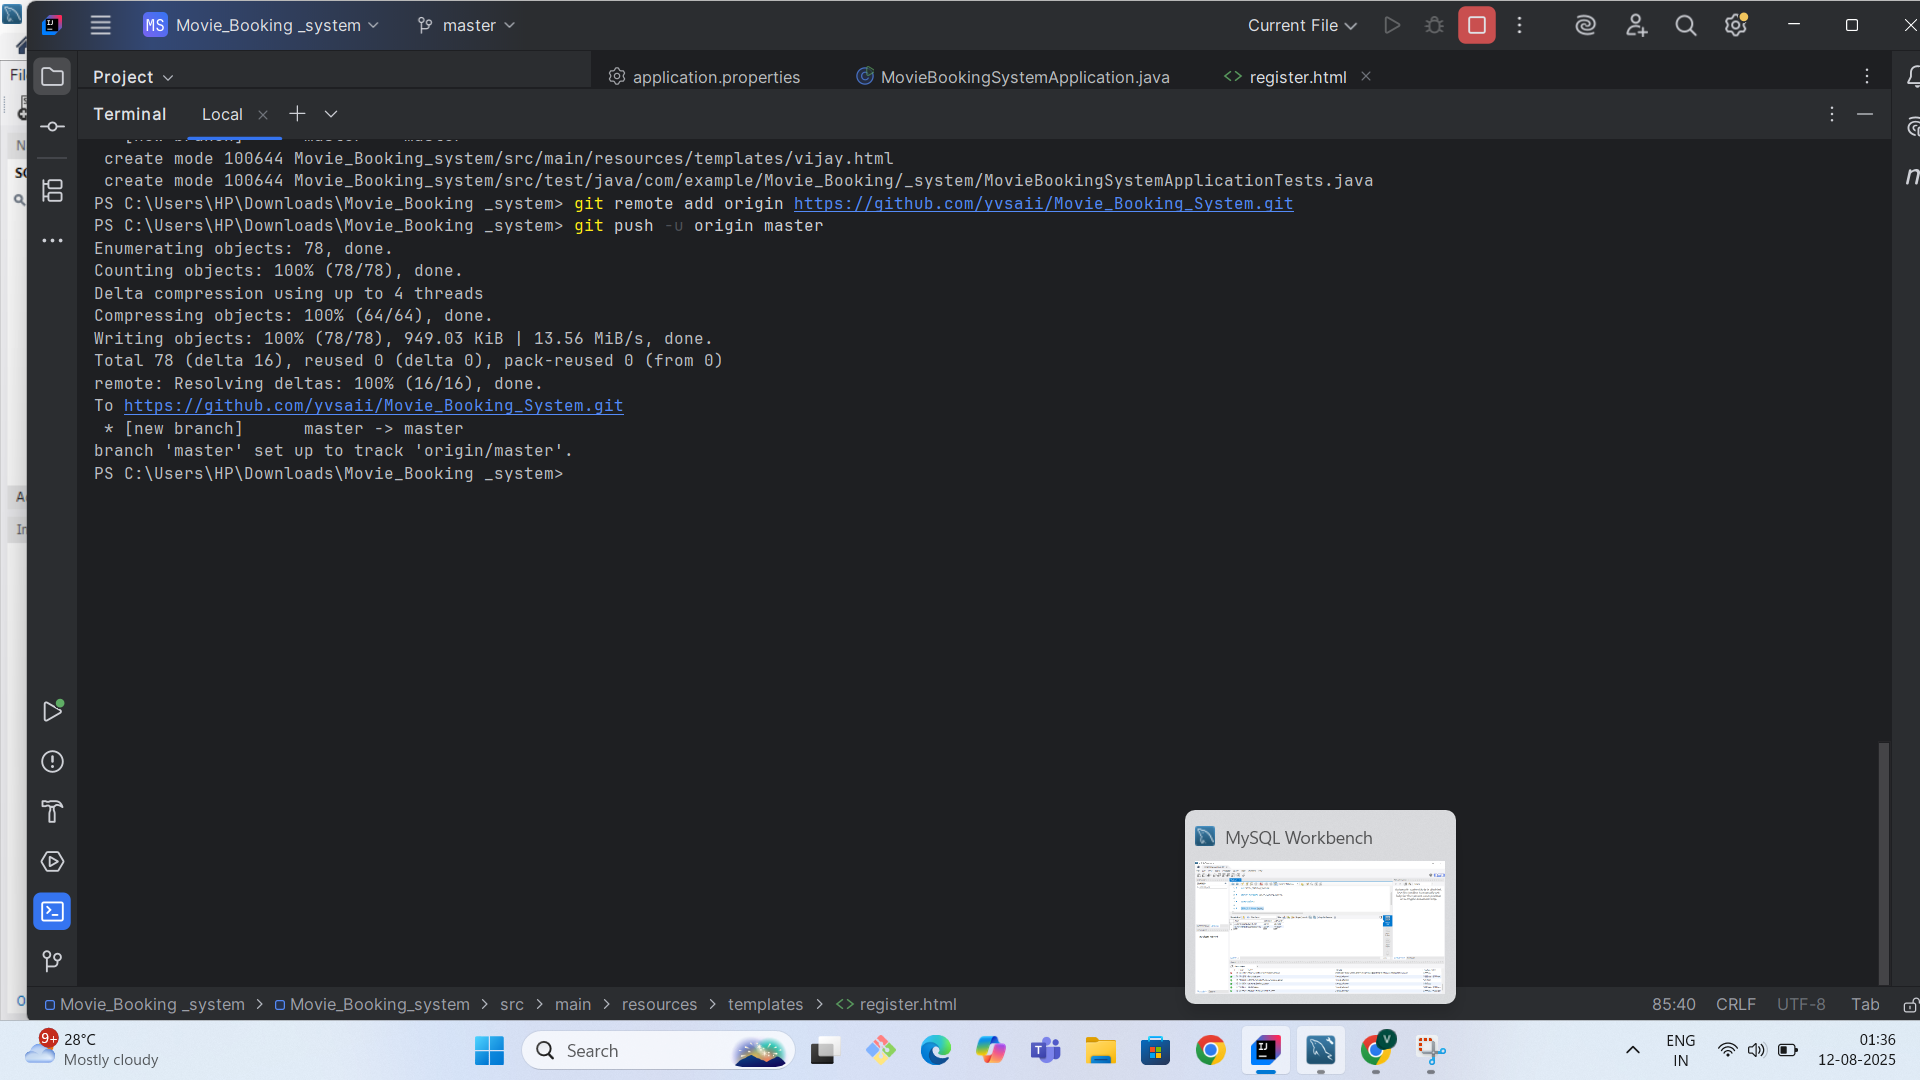 MS Movie_Booking _system
master
Current File
File
Project
application.properties
MovieBookingSystemApplication.java
register.html
Terminal
Local
create mode 100644 Movie_Booking_system/src/main/resources/templates/vijay.html
create mode 100644 Movie_Booking_system/src/test/java/com/example/Movie_Booking/_system/MovieBookingSystemApplicationTests.java
PS C:\Users\HP\Downloads\Movie_Booking _system> git remote add origin https://github.com/yvsaii/Movie_Booking_System.git
PS C:\Users\HP\Downloads\Movie_Booking _system> git push -u origin master
Enumerating objects: 78, done.
Counting objects: 100% (78/78), done.
Delta compression using up to 4 threads
Compressing objects: 100% (64/64), done.
Writing objects: 100% (78/78), 949.03 KiB | 13.56 MiB/s, done.
Total 78 (delta 16), reused 0 (delta 0), pack-reused 0 (from 0)
remote: Resolving deltas: 100% (16/16), done.
To https://github.com/yvsaii/Movie_Booking_System.git
* [new branch] master -> master
branch 'master' set up to track 'origin/master'.
PS C:\Users\HP\Downloads\Movie_Booking _system>
MySQL Workbench
Movie_Booking _system > Movie_Booking_system > src > main > resources > templates > <> register.html
85:40 CRLF UTF-8 Tab
9+
28°C
Mostly cloudy
Search
V
ENG
IN
01:36
12-08-2025